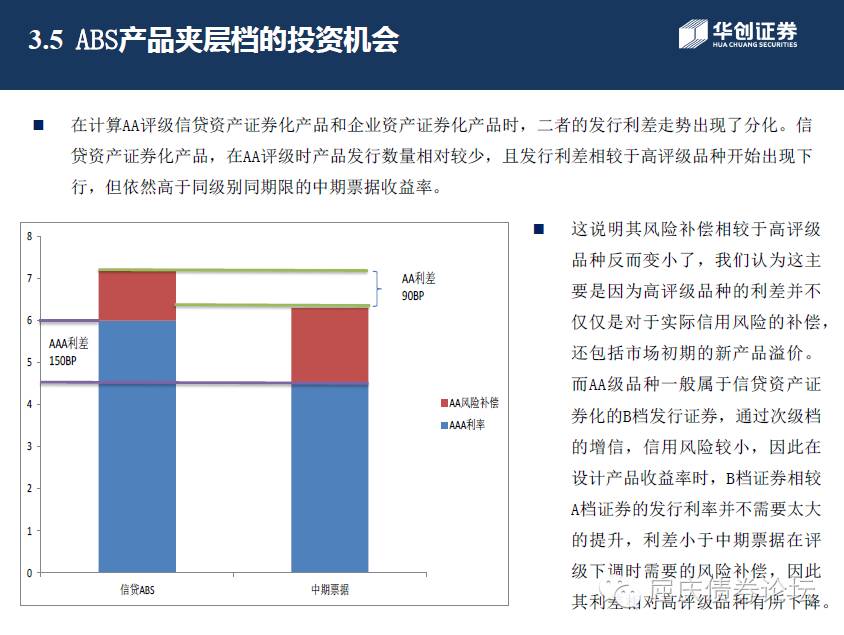 3.5 ABS产品夹层档的投资机会
华创证券
HUA CHUANG SECURITIES
■ 在计算AA评级信贷资产证券化产品和企业资产证券化产品时，二者的发行利差走势出现了分化。信
贷资产证券化产品，在AA评级时产品发行数量相对较少，且发行利差相较于高评级品种开始出现下
行，但依然高于同级别同期限的中期票据收益率。
8
7
6
5
4
3
2
1
0
AA利差
90BP
AAA利差
150BP
AA风险补偿
AAA利率
信贷ABS
中期票据
■ 这说明其风险补偿相较于高评级
品种反而变小了，我们认为这主
要是因为高评级品种的利差并不
仅仅是对于实际信用风险的补偿，
还包括市场初期的新产品溢价。
而AA级品种一般属于信贷资产证
券化的B档发行证券，通过次级档
的增信，信用风险较小，因此在
设计产品收益率时，B档证券相较
A档证券的发行利率并不需要太大
的提升，利差小于中期票据在评
级下调时需要的风险补偿，因此
其利差相对高评级品种有所下降。
屈庆债券论坛